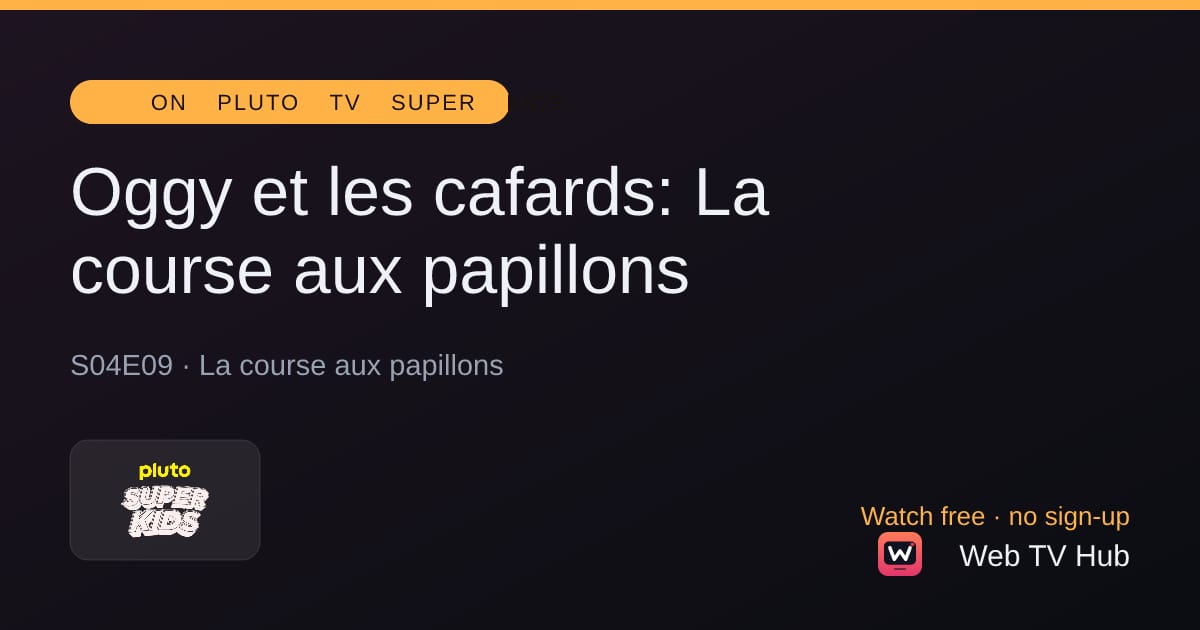 ON PLUTO TV SUPER
Oggy et les cafards: La
course aux papillons
S04E09 · La course aux papillons
pluto
SUPER
KIDS
Watch free · no sign-up
W Web TV Hub